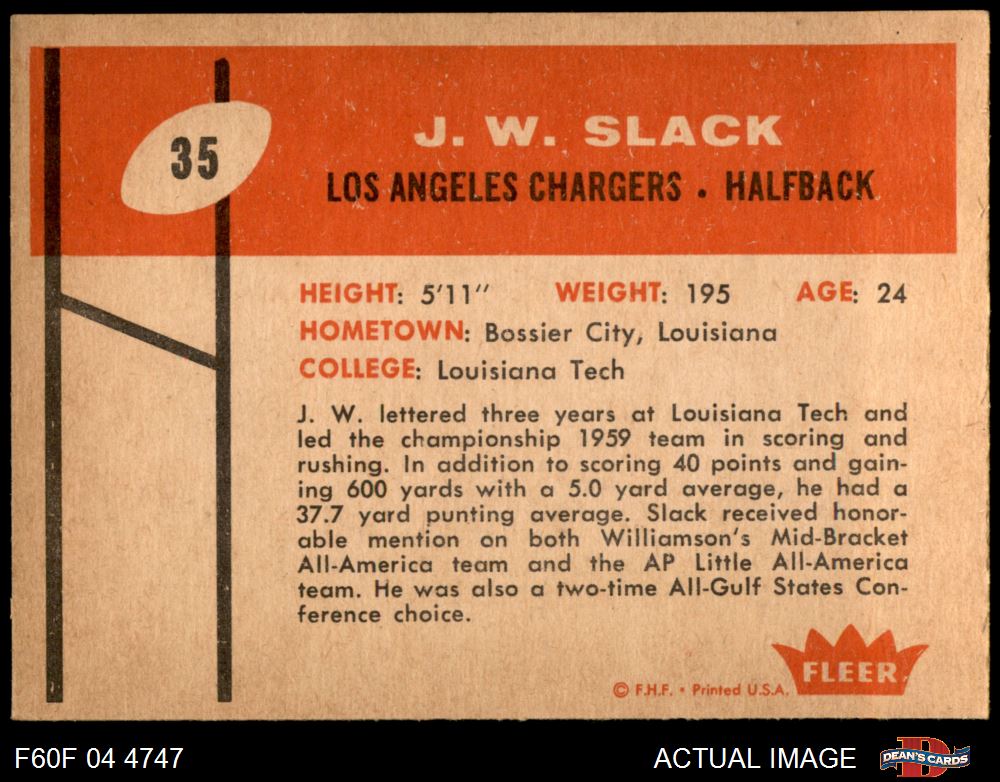 35
J. W. SLACK
LOS ANGELES CHARGERS . HALFBACK
HEIGHT: 5'11" WEIGHT: 195 AGE: 24
HOMETOWN: Bossier City, Louisiana
COLLEGE: Louisiana Tech
J. W. lettered three years at Louisiana Tech and
led the championship 1959 team in scoring and
rushing. In addition to scoring 40 points and gain-
ing 600 yards with a 5.0 yard average, he had a
37.7 yard punting average. Slack received honor-
able mention on both Williamson's Mid-Bracket
All-America team and the AP Little All-America
team. He was also a two-time All-Gulf States Con-
ference choice.
FLEER
© F.H.F. • Printed U.S.A.
F60F 04 4747
ACTUAL IMAGE
D
DEAN'S CARDS